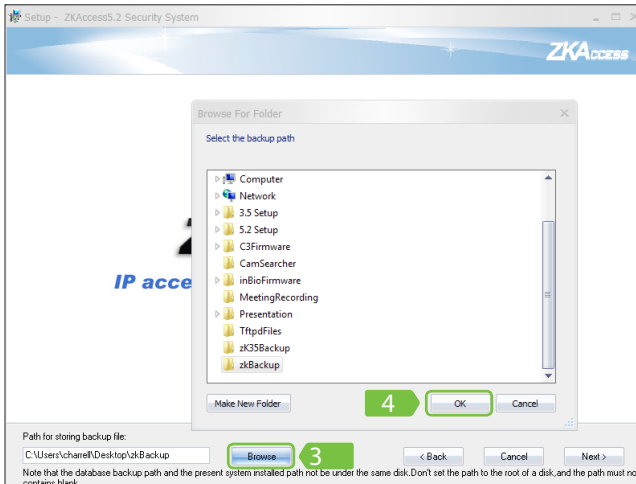 Setup - ZKAccess5.2 Security System
ZKACCESS
Browse For Folder
Select the backup path
Computer
Network
3.5 Setup
5.2 Setup
C3Firmware
CamSearcher
inBioFirmware
MeetingRecording
Presentation
TftpdFiles
zK35Backup
zkBackup
IP acce
Make New Folder
4
OK
Cancel
Path for storing backup file:
C:\Users\charrell\Desktop\zkBackup
Browse
3
< Back
Cancel
Next >
Note that the database backup path and the present system installed path not be under the same disk.Don't set the path to the root of a disk,and the path must no
contains blank